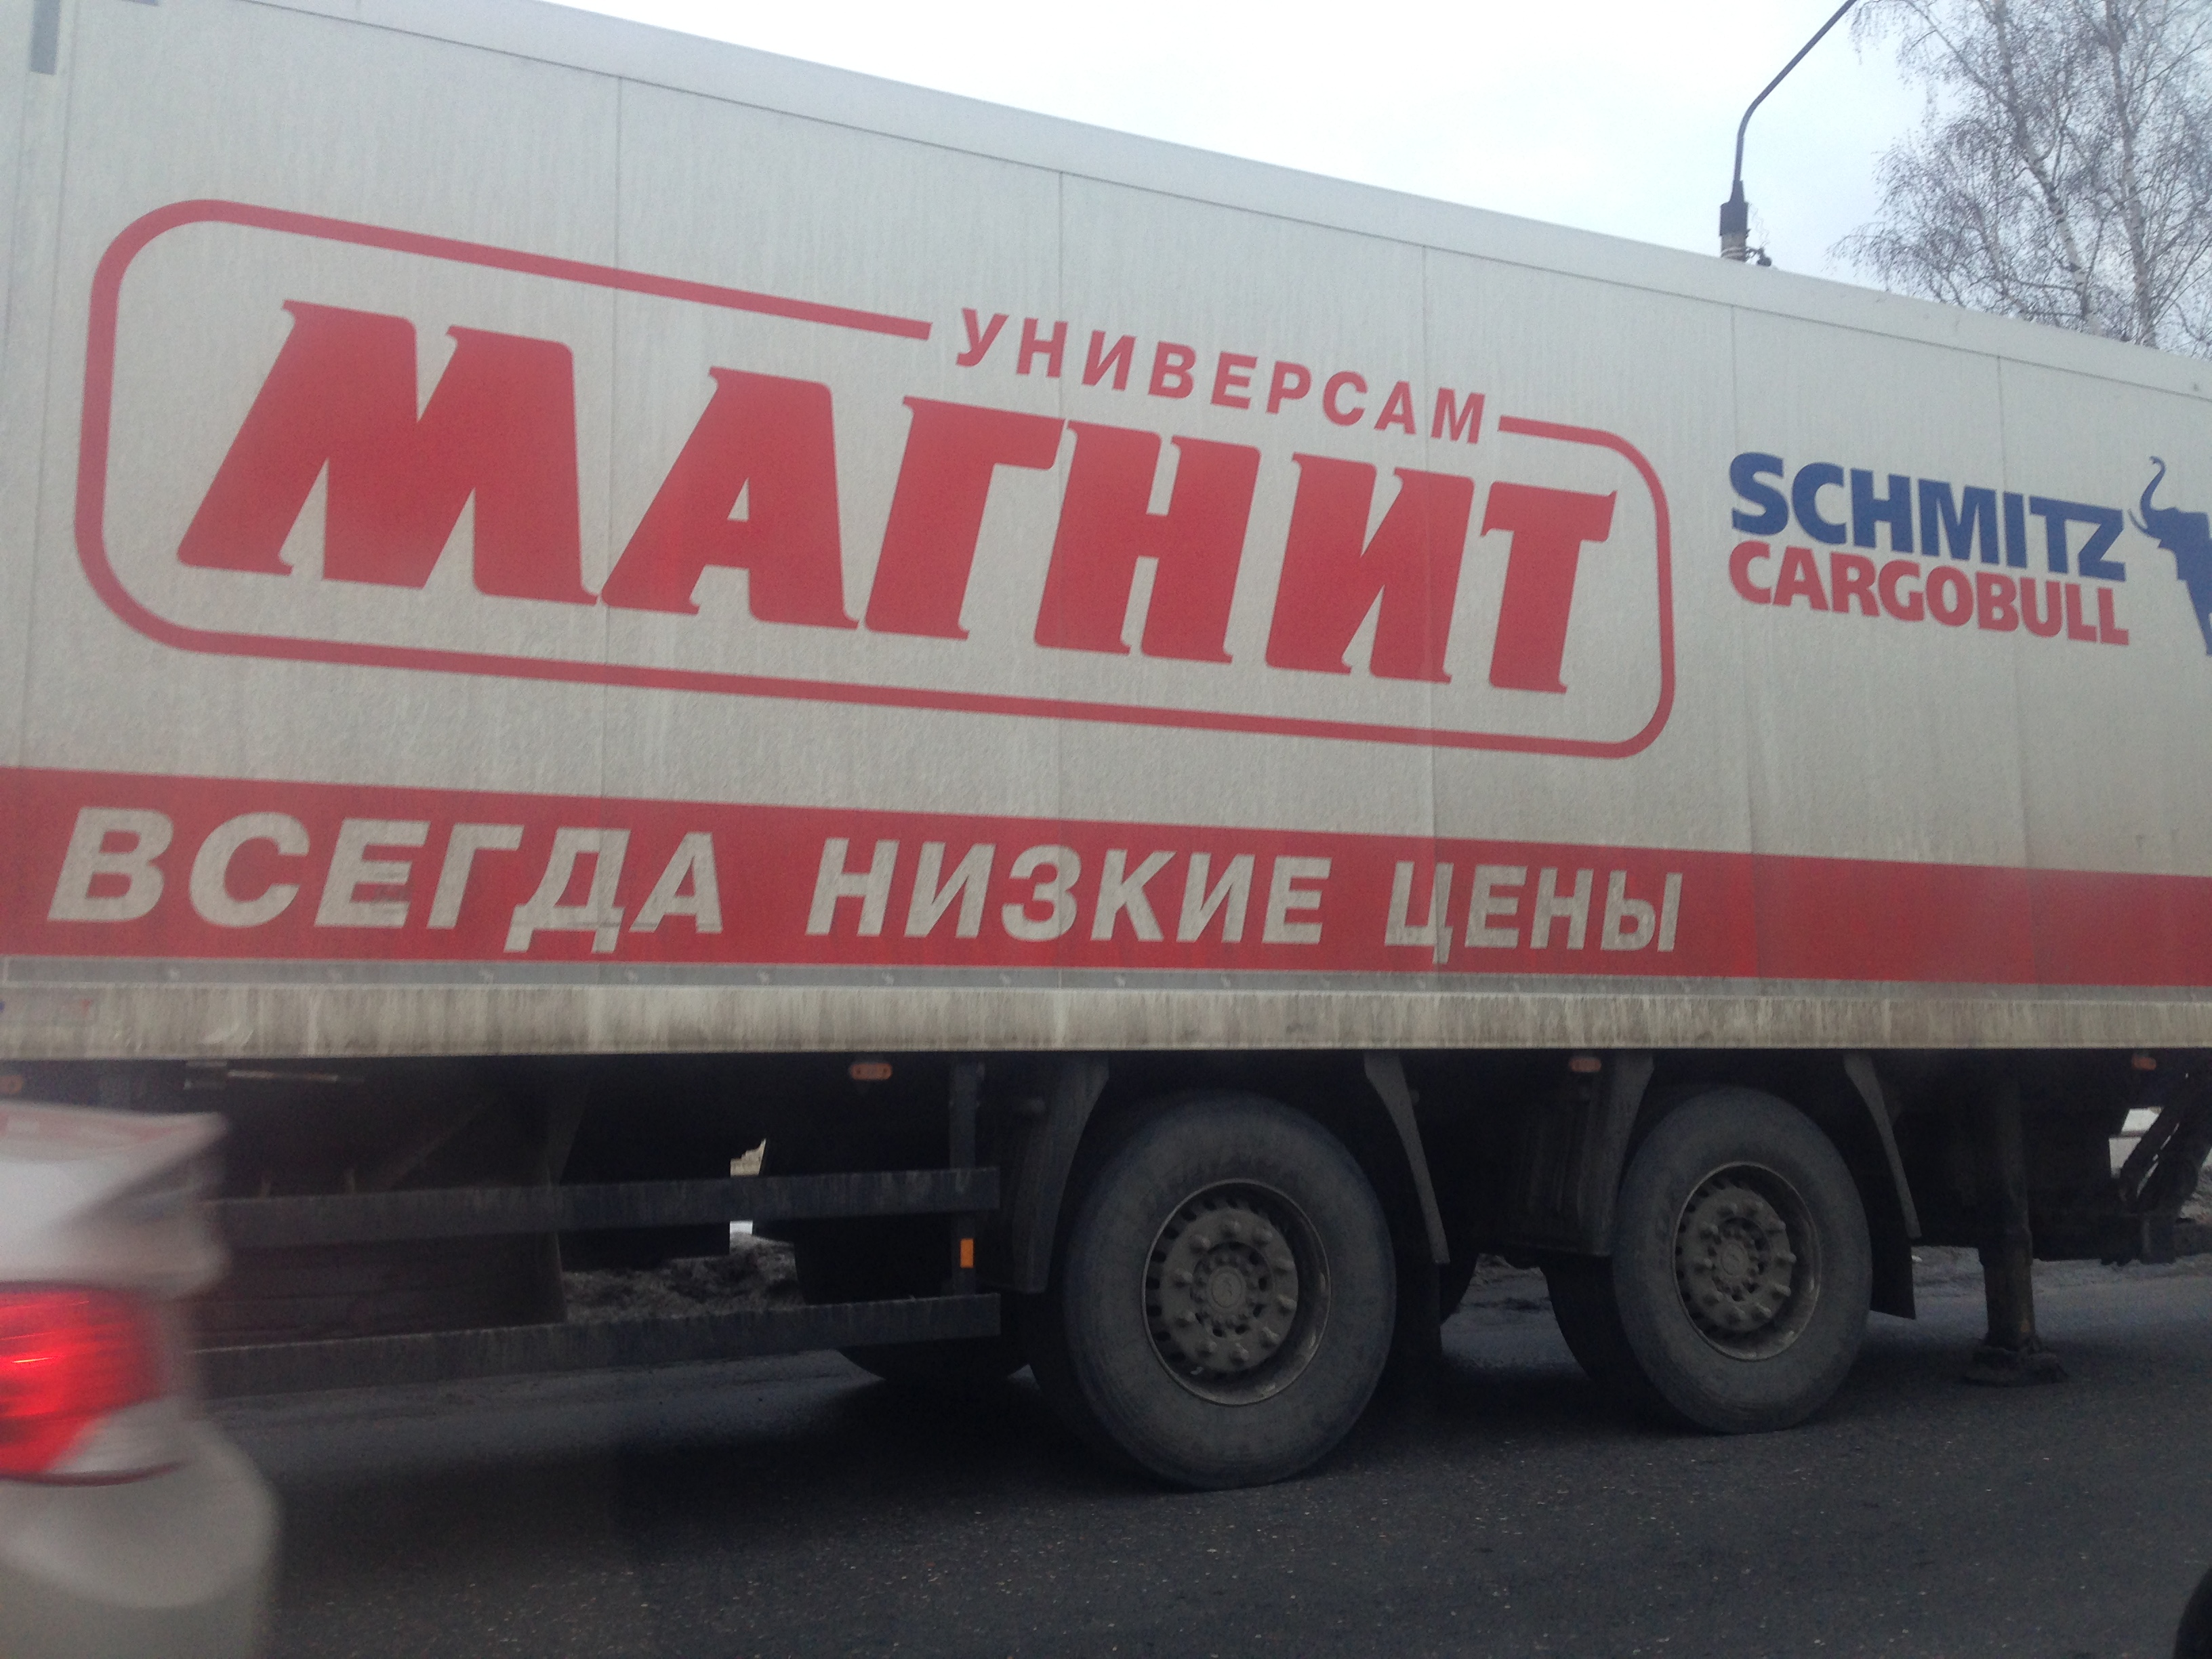 УНИВЕРСАМ
МАГНИТ
SCHMITZ
CARGOBULL
ВСЕГДА НИЗКИЕ ЦЕНЫ